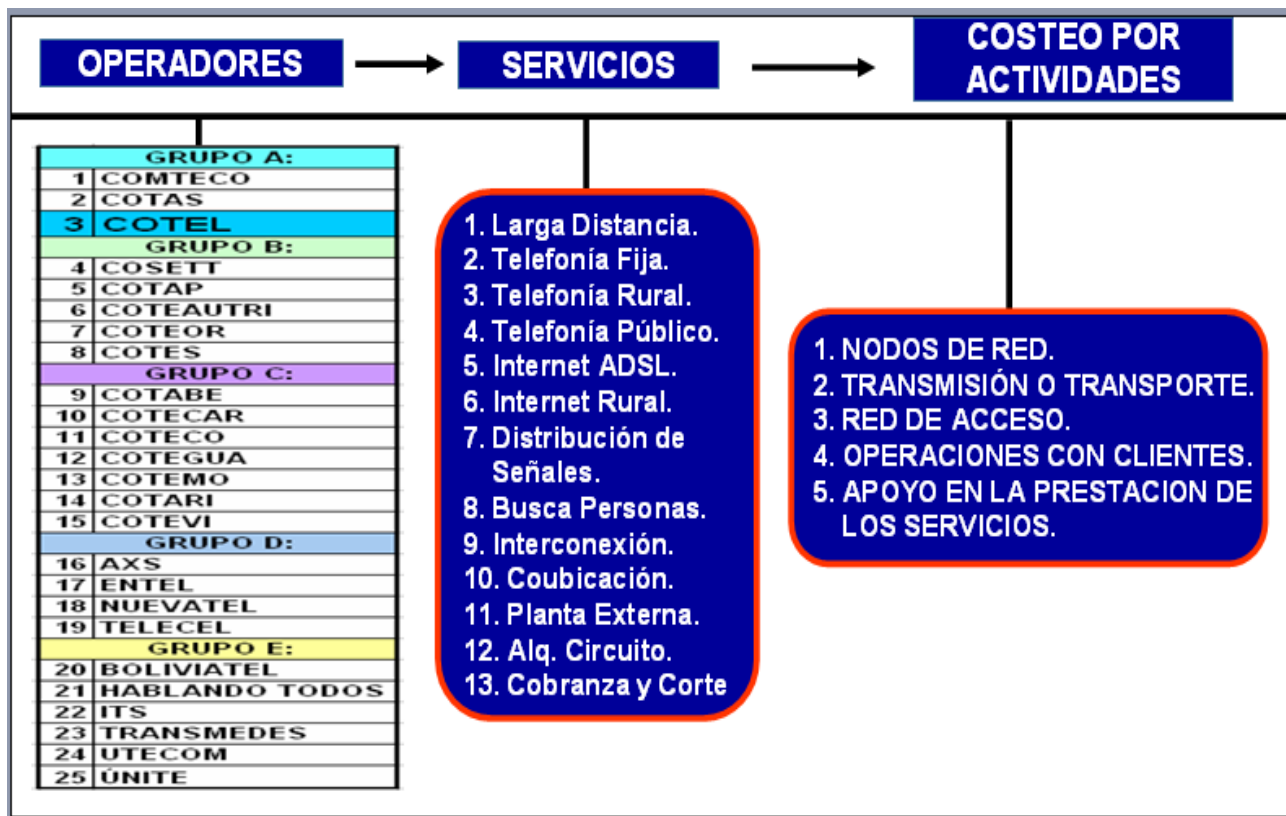 OPERADORES
SERVICIOS
COSTEO POR
ACTIVIDADES
GRUPO A:
1 COMTECO
2 COTAS
3 COTEL
GRUPO B:
4 COSETT
5 COTAP
6 COTEAUTRI
7 COTEOR
8 COTES
GRUPO C:
9 COTABE
10 COTECAR
11 COTECO
12 COTEGUA
13 COTEMO
14 COTARI
15 COTEVI
GRUPO D:
16 AXS
17 ENTEL
18 NUEVATEL
19 TELECEL
GRUPO E:
20 BOLIVIATEL
21 HABLANDO TODOS
22 ITS
23 TRANSMEDES
24 UTECOM
25 ÚNITE
1. Larga Distancia.
2. Telefonía Fija.
3. Telefonía Rural.
4. Telefonía Público.
5. Internet ADSL.
6. Internet Rural.
7. Distribución de
Señales.
8. Busca Personas.
9. Interconexión.
10. Coubicación.
11. Planta Externa.
12. Alq. Circuito.
13. Cobranza y Corte
1. NODOS DE RED.
2. TRANSMISIÓN O TRANSPORTE.
3. RED DE ACCESO.
4. OPERACIONES CON CLIENTES.
5. APOYO EN LA PRESTACION DE
LOS SERVICIOS.